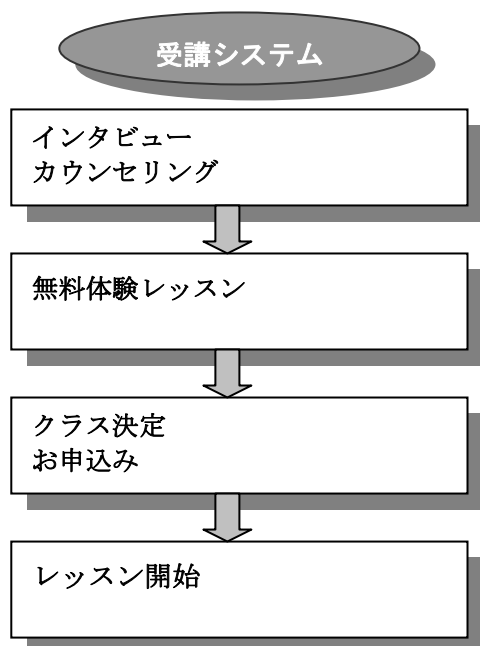 受講システム
インタビュー
カウンセリング
無料体験レッスン
クラス決定
お申込み
レッスン開始